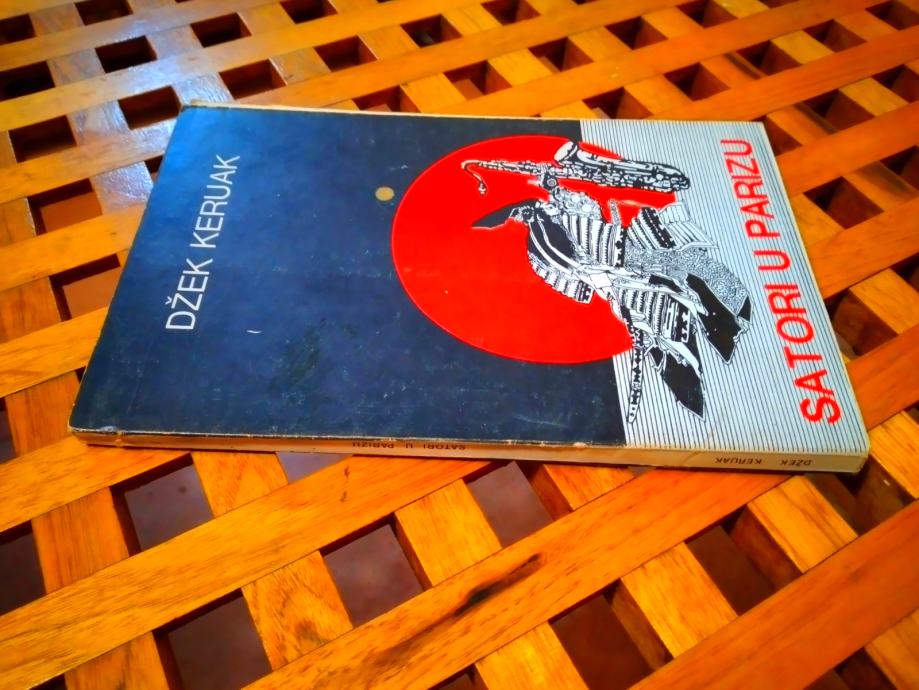 DŽEK KERUAK
SATORI U PARIZU
SATORI U PARIZU
DŽEK KERUAK